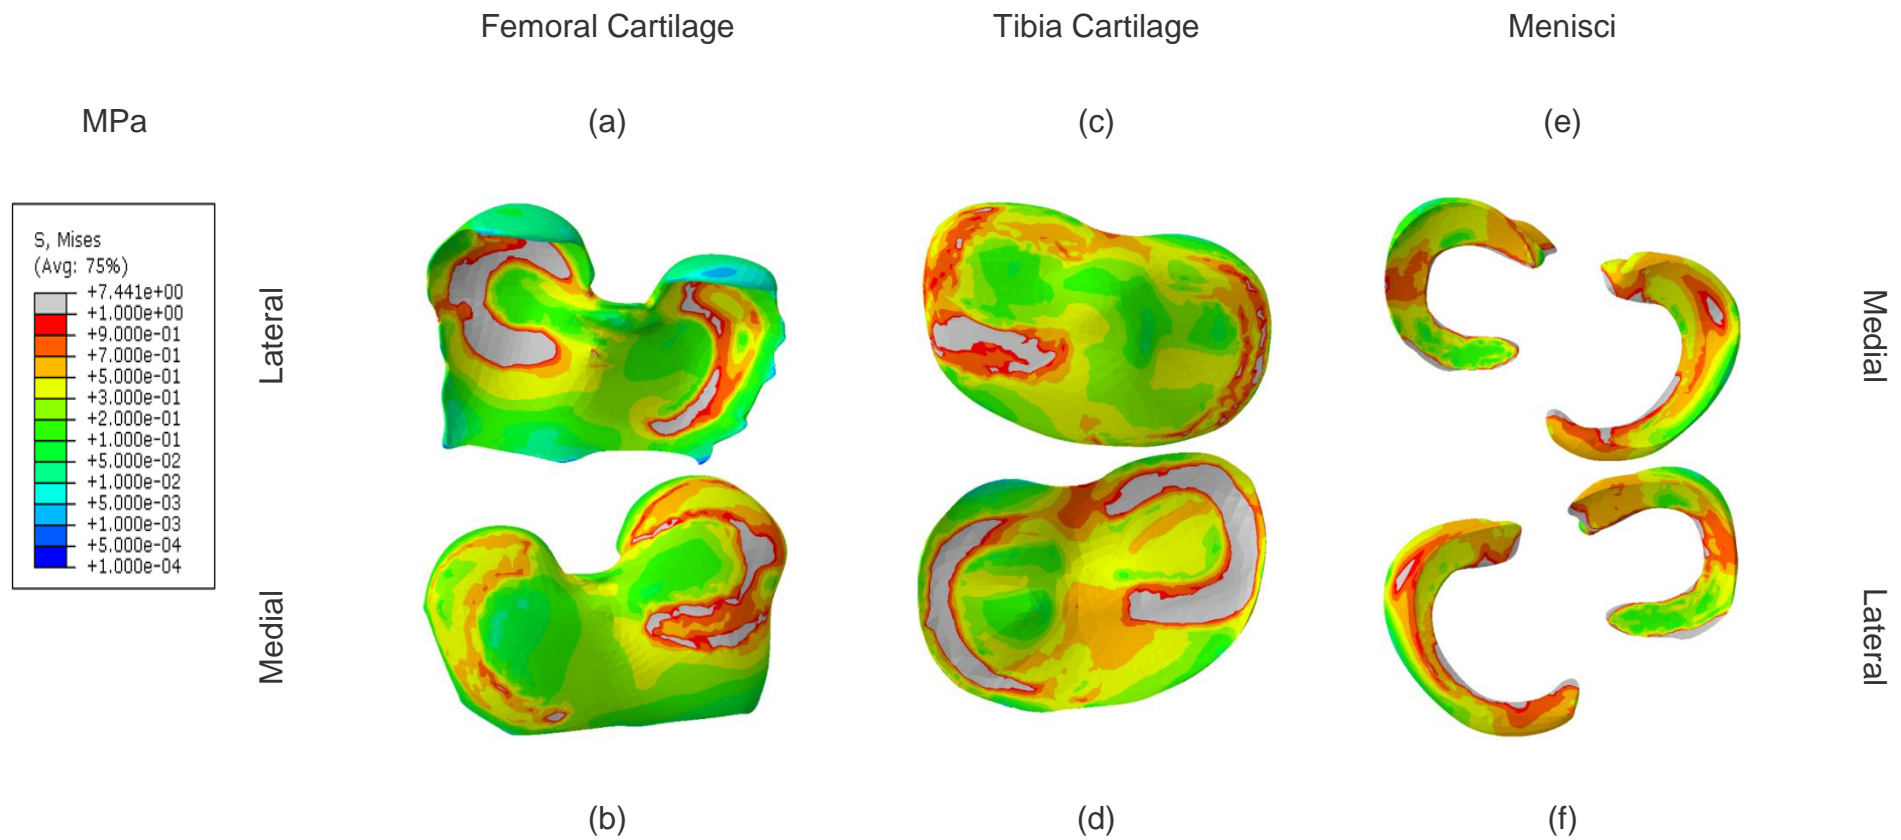 Femoral Cartilage
Tibia Cartilage
Menisci
MPa
(a)
(c)
(e)
S, Mises
(Avg: 75%)
+7.441e+00
+1.000e+00
+9.000e-01
+7.000e-01
+5.000e-01
+3.000e-01
+2.000e-01
+1.000e-01
+5.000e-02
+1.000e-02
+5.000e-03
+1.000e-03
+5.000e-04
+1.000e-04
Lateral
Medial
Medial
Lateral
(b)
(d)
(f)